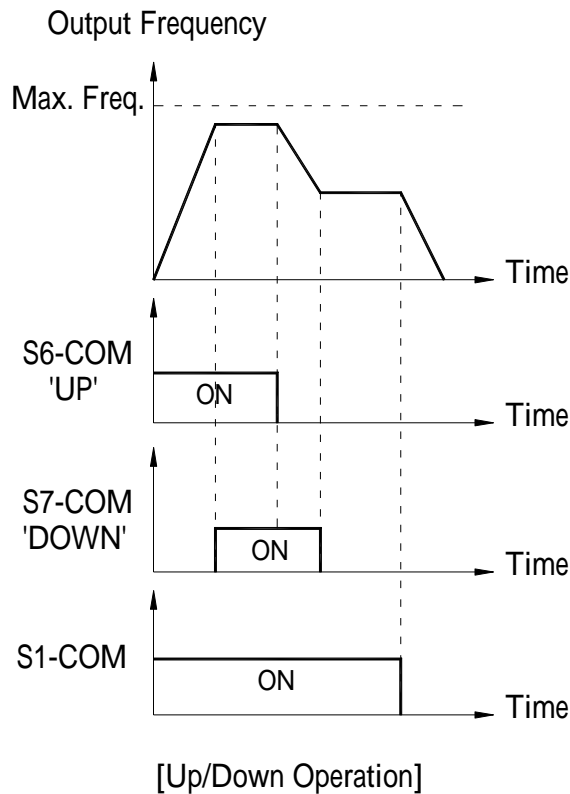 Output Frequency
Max. Freq.
Time
S6-COM
'UP'
ON
Time
S7-COM
'DOWN'
ON
Time
S1-COM
ON
Time
[Up/Down Operation]